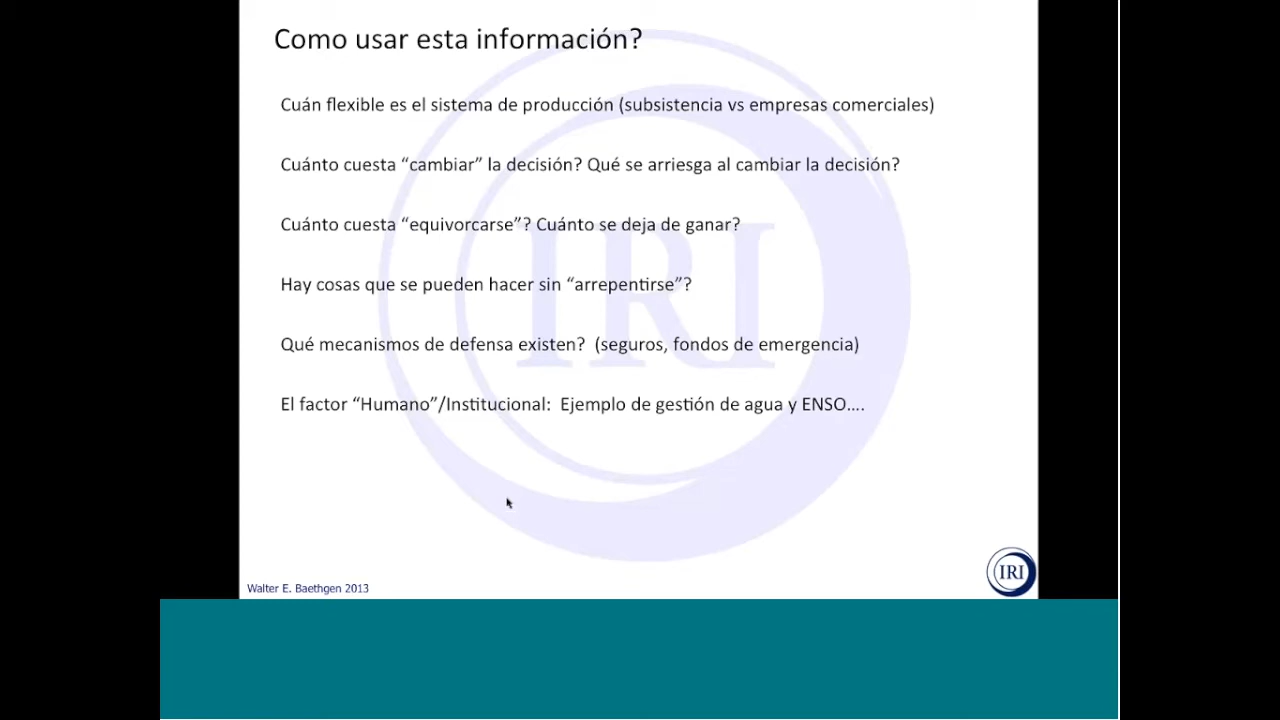 Como usar esta información?
Cuán flexible es el sistema de producción (subsistencia vs empresas comerciales)
Cuánto cuesta “cambiar” la decisión? Qué se arriesga al cambiar la decisión?
Cuánto cuesta “equivorcarse”? Cuánto se deja de ganar?
Hay cosas que se pueden hacer sin “arrepentirse”?
Qué mecanismos de defensa existen?  (seguros, fondos de emergencia)
El factor “Humano”/Institucional:  Ejemplo de gestión de agua y ENSO....
IRI
IRI
Walter E. Baethgen 2013